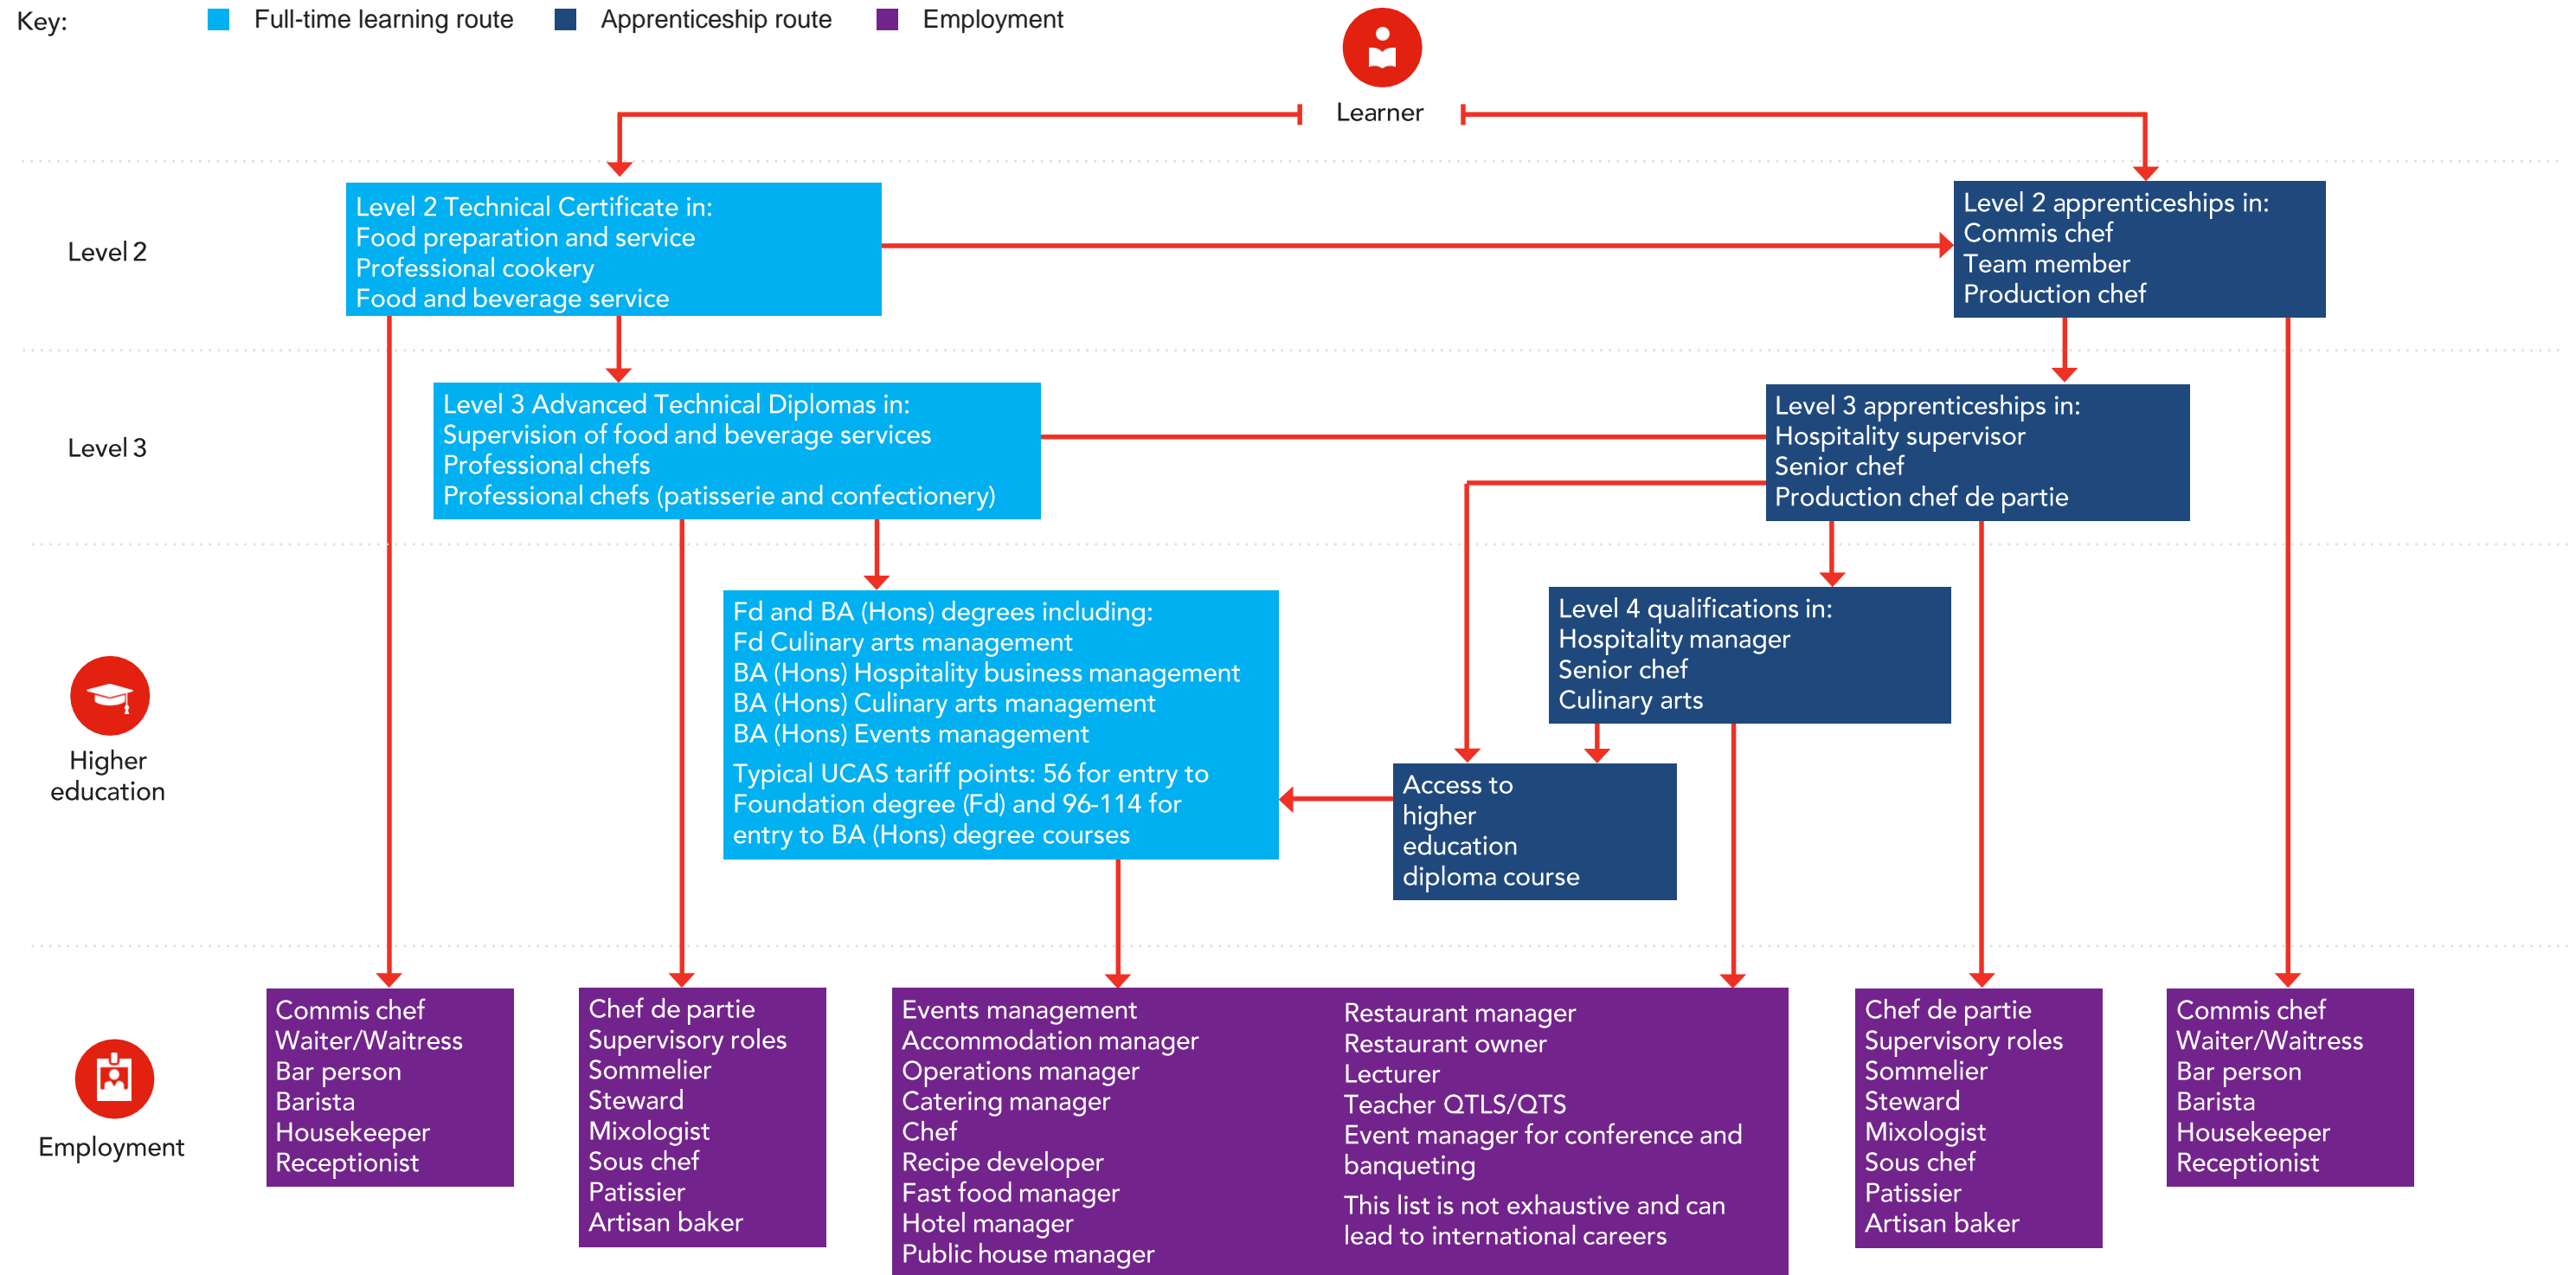 Key:
Full-time learning route
Apprenticeship route
Employment
Learner
Level 2
Level 2 Technical Certificate in:
Food preparation and service
Professional cookery
Food and beverage service
Level 2 apprenticeships in:
Commis chef
Team member
Production chef
Level 3
Level 3 Advanced Technical Diplomas in:
Supervision of food and beverage services
Professional chefs
Professional chefs (patisserie and confectionery)
Level 3 apprenticeships in:
Hospitality supervisor
Senior chef
Production chef de partie
Higher
education
Fd and BA (Hons) degrees including:
Fd Culinary arts management
BA (Hons) Hospitality business management
BA (Hons) Culinary arts management
BA (Hons) Events management
Typical UCAS tariff points: 56 for entry to
Foundation degree (Fd) and 96-114 for
entry to BA (Hons) degree courses
Level 4 qualifications in:
Hospitality manager
Senior chef
Culinary arts
Access to
higher
education
diploma course
Employment
Commis chef
Waiter/Waitress
Bar person
Barista
Housekeeper
Receptionist
Chef de partie
Supervisory roles
Sommelier
Steward
Mixologist
Sous chef
Patissier
Artisan baker
Events management
Accommodation manager
Operations manager
Catering manager
Chef
Recipe developer
Fast food manager
Hotel manager
Public house manager
Restaurant manager
Restaurant owner
Lecturer
Teacher QTLS/QTS
Event manager for conference and
banqueting
This list is not exhaustive and can
lead to international careers
Chef de partie
Supervisory roles
Sommelier
Steward
Mixologist
Sous chef
Patissier
Artisan baker
Commis chef
Waiter/Waitress
Bar person
Barista
Housekeeper
Receptionist